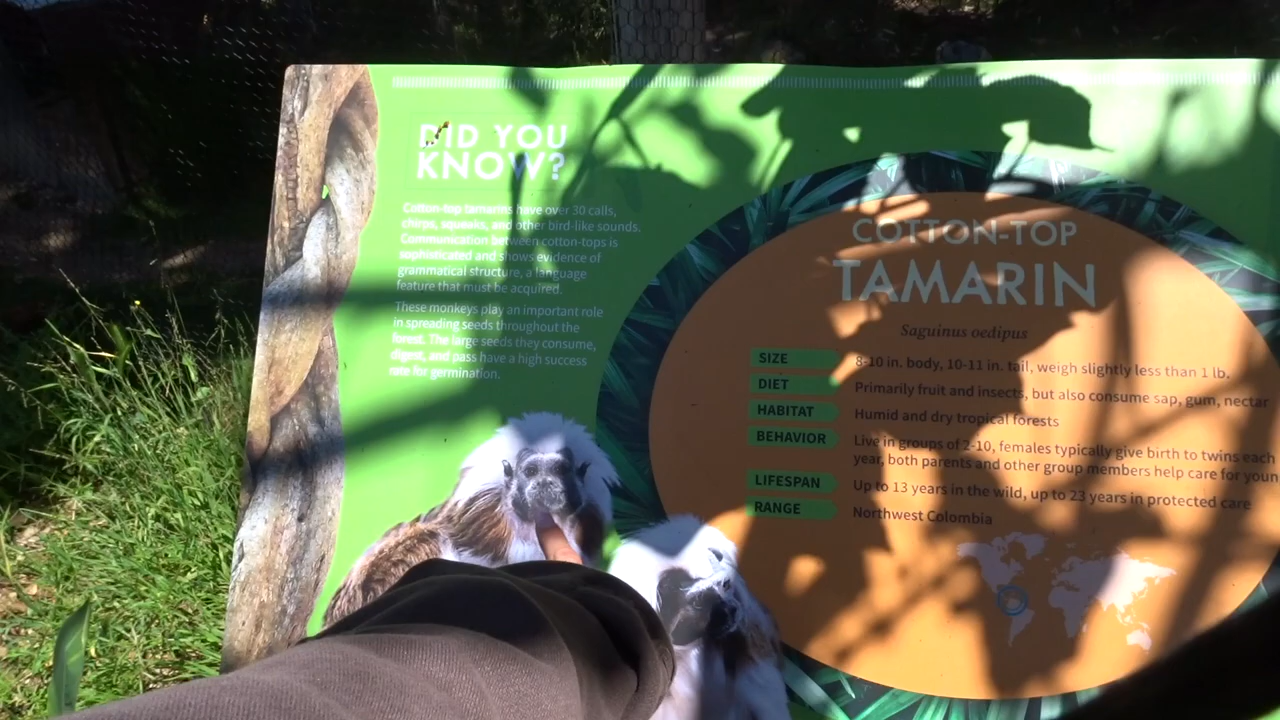 DID YOU
KNOW?
Cotton-top tamarins have over 30 calls,
chirps, squeaks, and other bird-like sounds.
Communication between cotton-tops is
sophisticated and shows evidence of
grammatical structure, a language
feature that must be acquired.
These monkeys play an important role
in spreading seeds throughout the
forest. The large seeds they consume,
digest, and pass have a high success
rate for germination.
COTTON-TOP
TAMARIN
Saguinus oedipus
SIZE 8-10 in. body, 10-11 in. tail, weigh slightly less than 1 lb.
DIET Primarily fruit and insects, but also consume sap, gum, nectar
HABITAT Humid and dry tropical forests
BEHAVIOR Live in groups of 2-10, females typically give birth to twins each
year, both parents and other group members help care for youn
LIFESPAN Up to 13 years in the wild, up to 23 years in protected care
RANGE Northwest Colombia